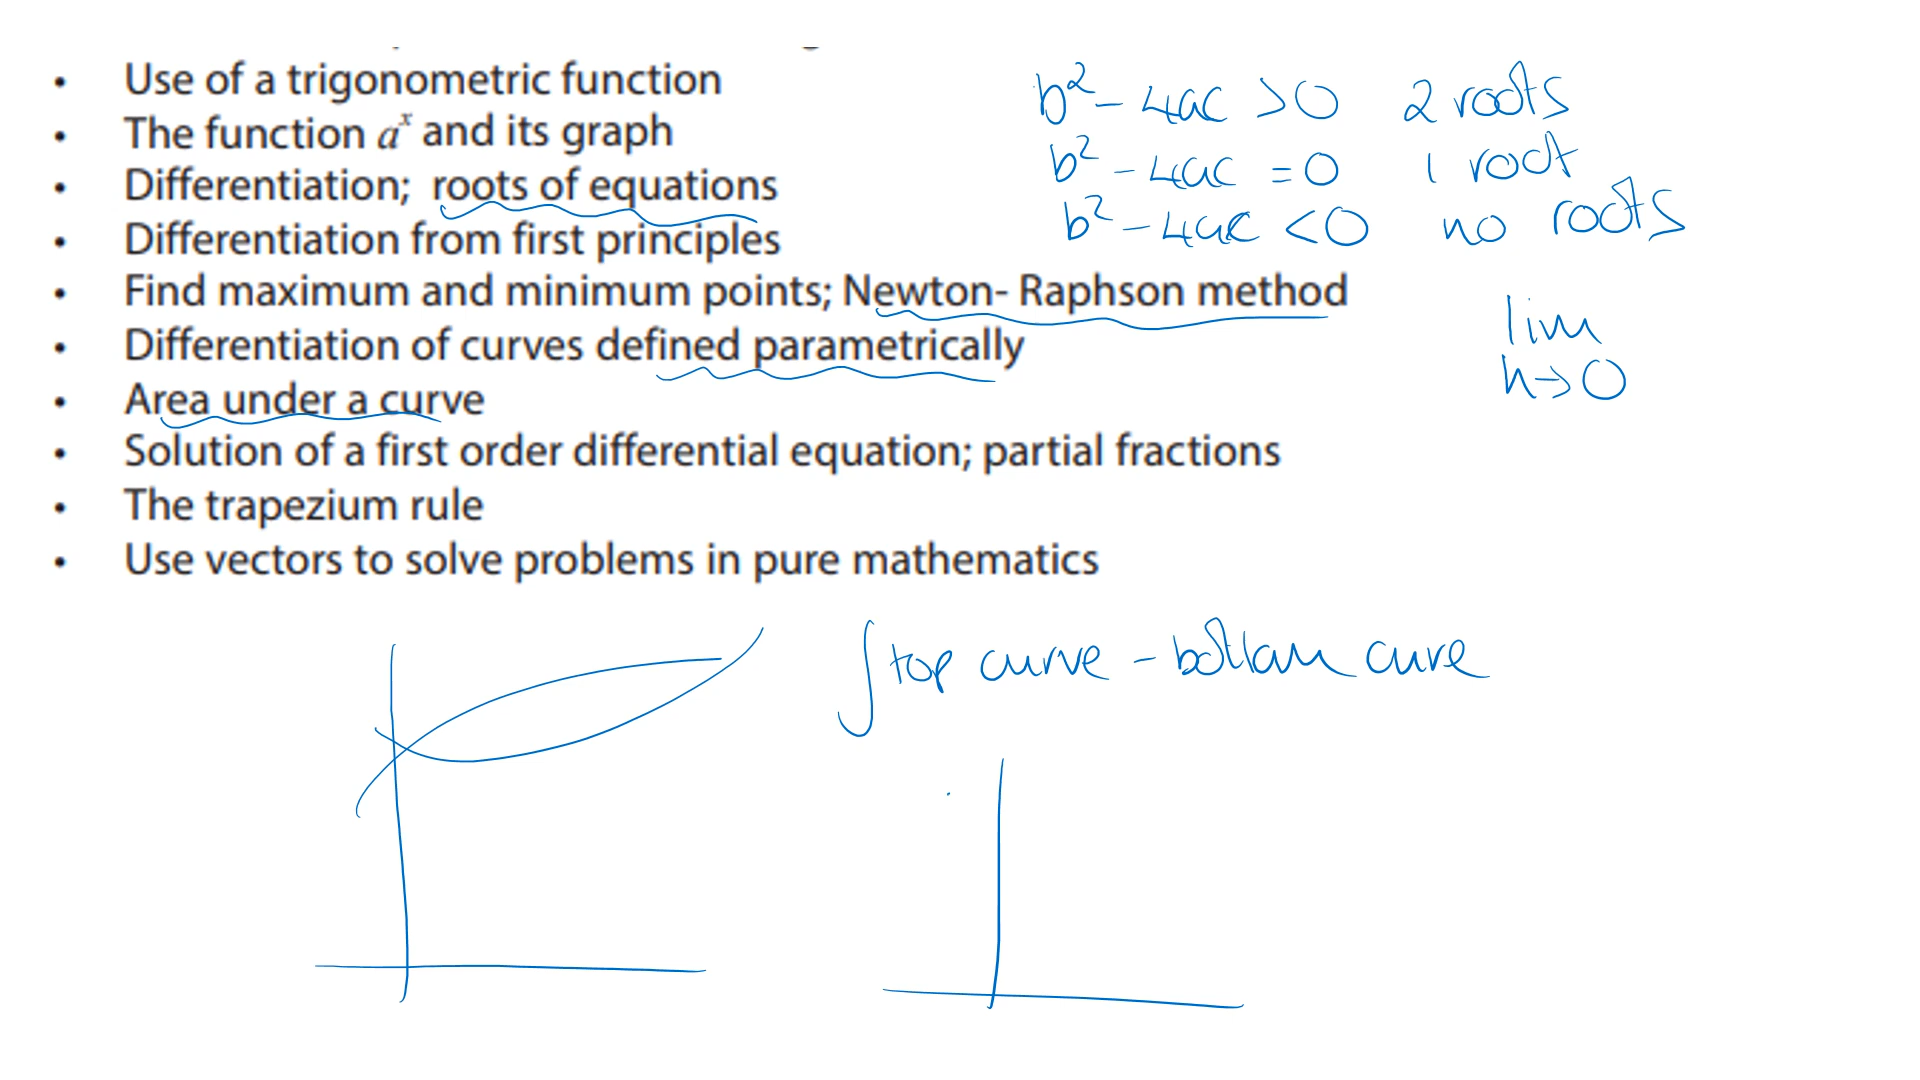 • Use of a trigonometric function
• The function aˣ and its graph
• Differentiation; roots of equations
• Differentiation from first principles
• Find maximum and minimum points; Newton- Raphson method
• Differentiation of curves defined parametrically
• Area under a curve
• Solution of a first order differential equation; partial fractions
• The trapezium rule
• Use vectors to solve problems in pure mathematics
b² - 4ac > 0 2 roots
b² - 4ac = 0 1 root
b² - 4ac < 0 no roots
lim
h→0
∫ top curve - bottom curve